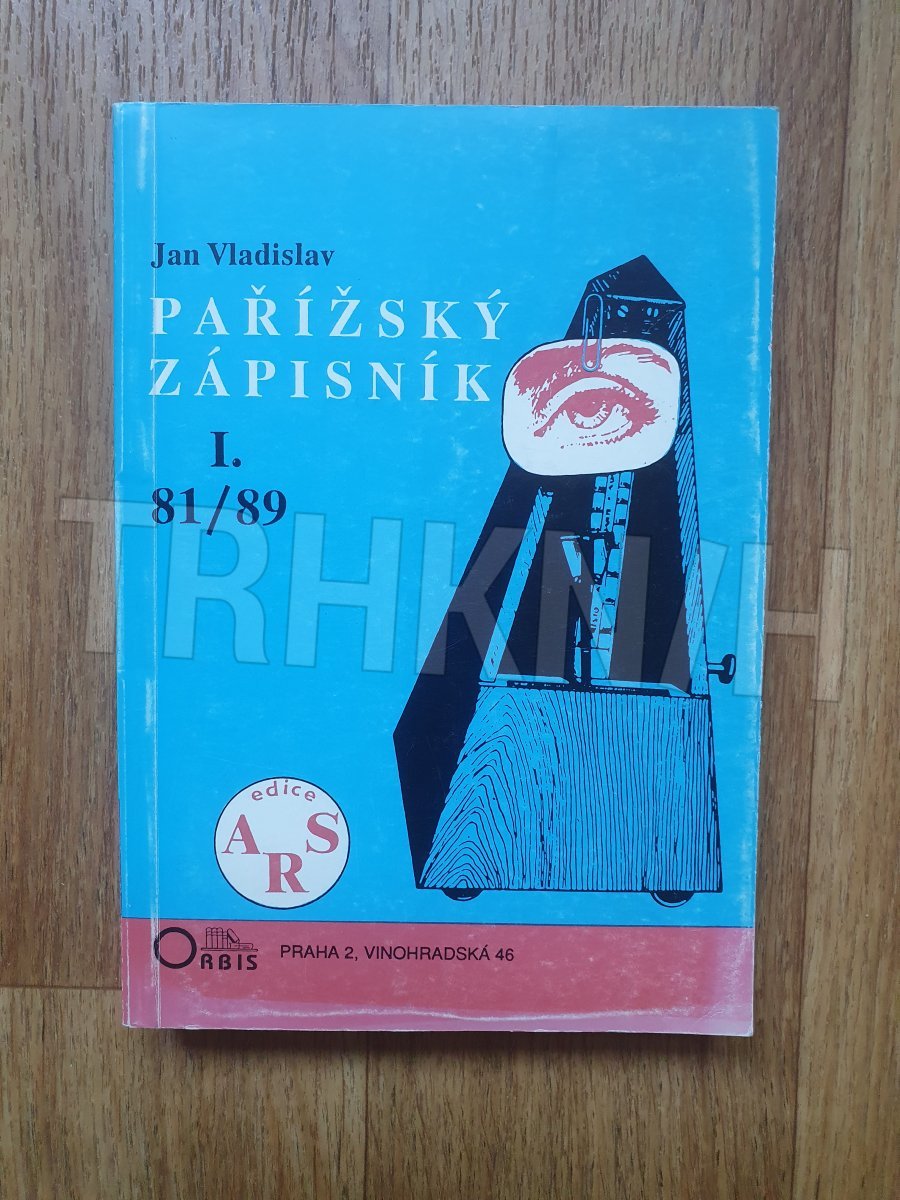 Jan Vladislav
PAŘÍŽSKÝ
ZÁPISNÍK
I.
81/89
TRHKNIH
edice
ARS
ORBIS
PRAHA 2, VINOHRADSKÁ 46